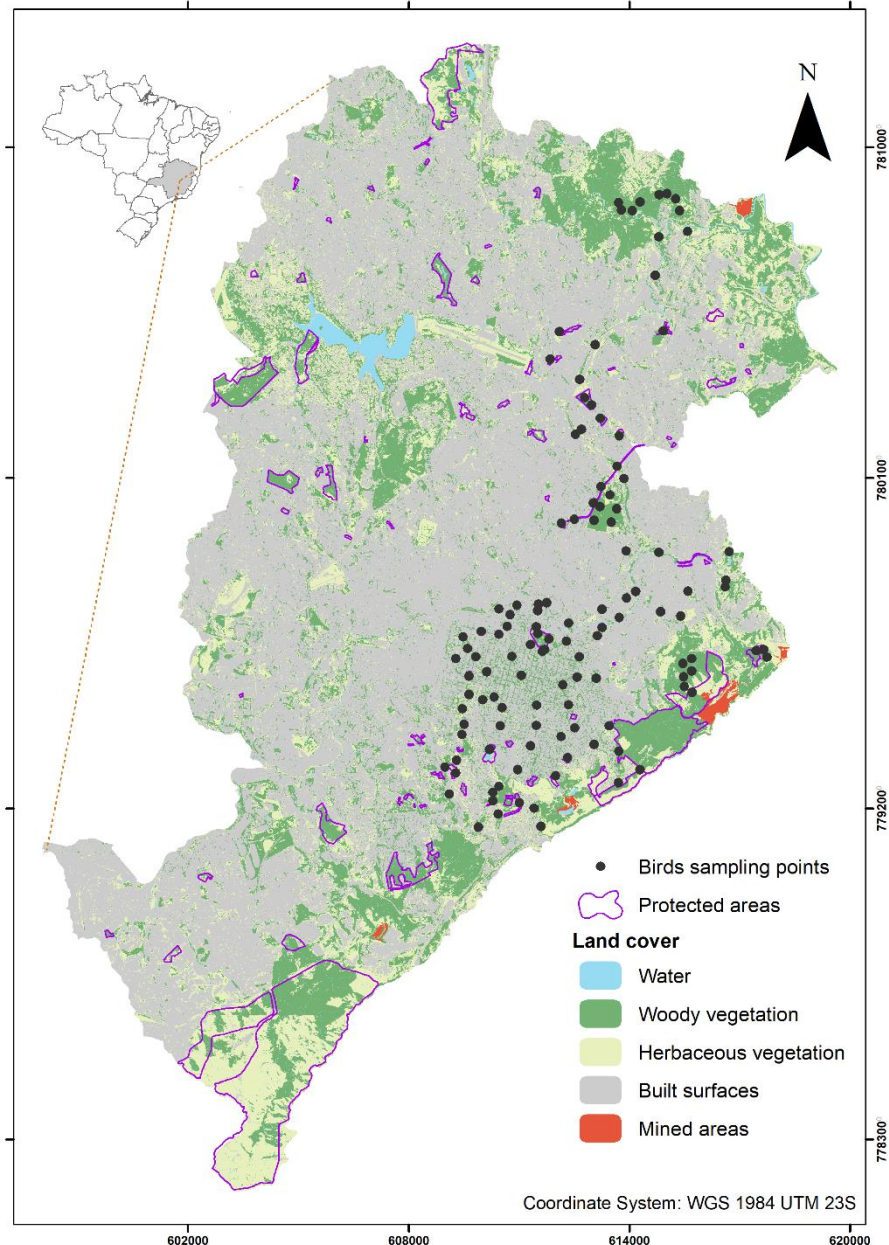 N
7810000
7801000
7792000
7783000
Birds sampling points
Protected areas
Land cover
Water
Woody vegetation
Herbaceous vegetation
Built surfaces
Mined areas
Coordinate System: WGS 1984 UTM 23S
602000
608000
614000
620000